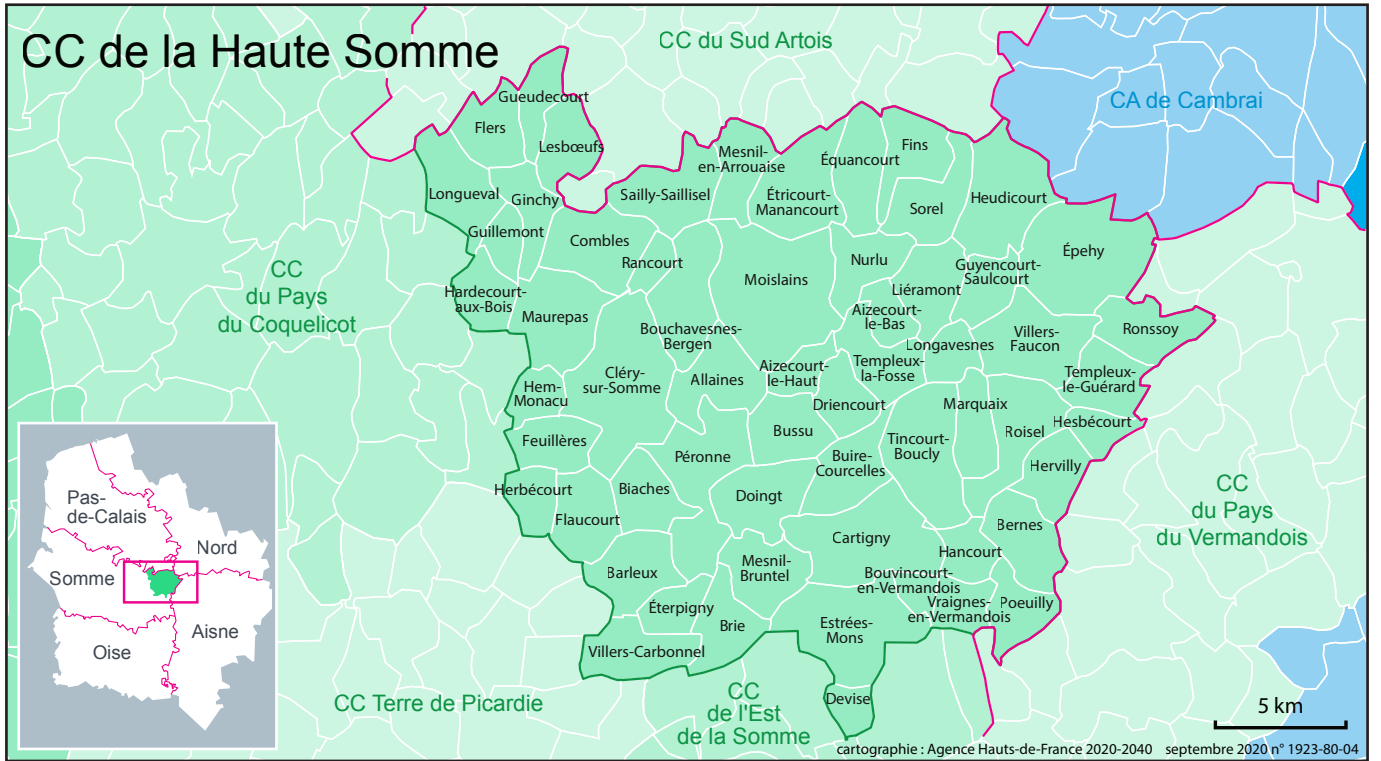 CC de la Haute Somme
CC du Sud Artois
CA de Cambrai
CC
du Pays
du Coquelicot
CC
du Pays
du Vermandois
CC Terre de Picardie
CC
de l'Est
de la Somme
Gueudecourt
Flers
Lesbœufs
Longueval
Ginchy
Guillemont
Hardecourt-
aux-Bois
Maurepas
Combles
Rancourt
Sailly-Saillisel
Mesnil-
en-Arrouaise
Étricourt-
Manancourt
Équancourt
Fins
Sorel
Heudicourt
Épehy
Moislains
Nurlu
Liéramont
Guyencourt-
Saulcourt
Aizecourt-
le-Bas
Longavesnes
Villers-
Faucon
Ronssoy
Templeux-
le-Guérard
Bouchavesnes-
Bergen
Cléry-
sur-Somme
Allaines
Aizecourt-
le-Haut
Templeux-
la-Fosse
Driencourt
Marquaix
Roisel
Hesbécourt
Hervilly
Hem-
Monacu
Feuillères
Bussu
Buire-
Courcelles
Tincourt-
Boucly
Péronne
Herbécourt
Biaches
Flaucourt
Doingt
Cartigny
Bernes
Hancourt
Barleux
Mesnil-
Bruntel
Bouvincourt-
en-Vermandois
Vraignes-
en-Vermandois
Poeuilly
Éterpigny
Brie
Estrées-
Mons
Villers-Carbonnel
Devise
Pas-
de-Calais
Nord
Somme
Aisne
Oise
5 km
cartographie : Agence Hauts-de-France 2020-2040 septembre 2020 n° 1923-80-04